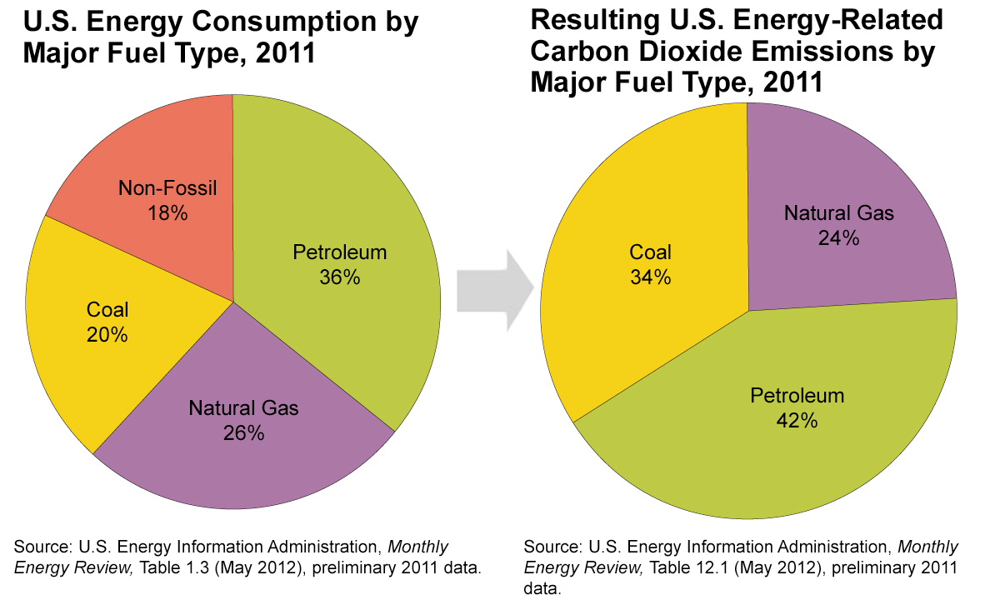 U.S. Energy Consumption by
Major Fuel Type, 2011
Non-Fossil
18%
Petroleum
36%
Coal
20%
Natural Gas
26%
Source: U.S. Energy Information Administration, Monthly
Energy Review, Table 1.3 (May 2012), preliminary 2011 data.
Resulting U.S. Energy-Related
Carbon Dioxide Emissions by
Major Fuel Type, 2011
Natural Gas
24%
Coal
34%
Petroleum
42%
Source: U.S. Energy Information Administration, Monthly
Energy Review, Table 12.1 (May 2012), preliminary 2011
data.